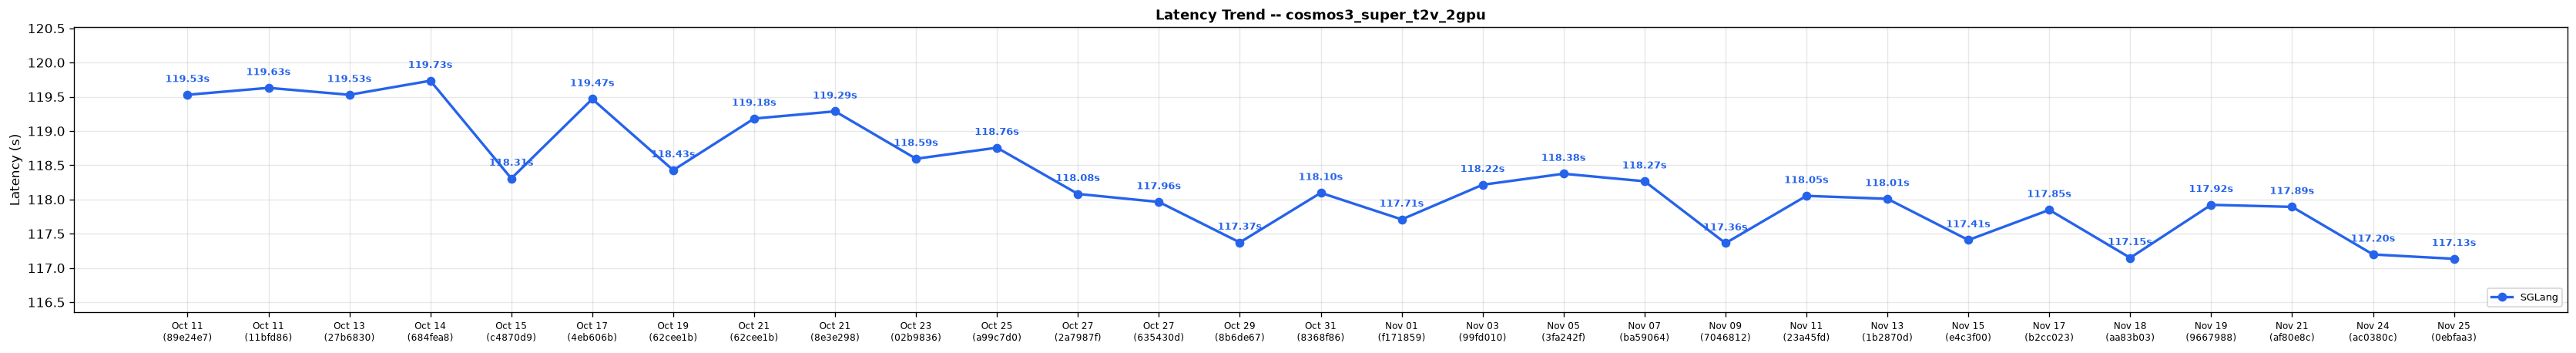 Latency Trend -- cosmos3_super_t2v_2gpu
Latency (s)
120.5
120.0
119.5
119.0
118.5
118.0
117.5
117.0
116.5
119.53s
119.63s
119.53s
119.73s
118.31s
119.47s
118.43s
119.18s
119.29s
118.59s
118.76s
118.08s
117.96s
117.37s
118.10s
117.71s
118.22s
118.38s
118.27s
117.36s
118.05s
118.01s
117.41s
117.85s
117.15s
117.92s
117.89s
117.20s
117.13s
SGLang
Oct 11
(89e24e7)
Oct 11
(11bfd86)
Oct 13
(27b6830)
Oct 14
(684fea8)
Oct 15
(c4870d9)
Oct 17
(4eb606b)
Oct 19
(62cee1b)
Oct 21
(62cee1b)
Oct 21
(8e3e298)
Oct 23
(02b9836)
Oct 25
(a99c7d0)
Oct 27
(2a7987f)
Oct 27
(635430d)
Oct 29
(8b6de67)
Oct 31
(8368f86)
Nov 01
(f171859)
Nov 03
(99fd010)
Nov 05
(3fa242f)
Nov 07
(ba59064)
Nov 09
(7046812)
Nov 11
(23a45fd)
Nov 13
(1b2870d)
Nov 15
(e4c3f00)
Nov 17
(b2cc023)
Nov 18
(aa83b03)
Nov 19
(9667988)
Nov 21
(af80e8c)
Nov 24
(ac0380c)
Nov 25
(0ebfaa3)